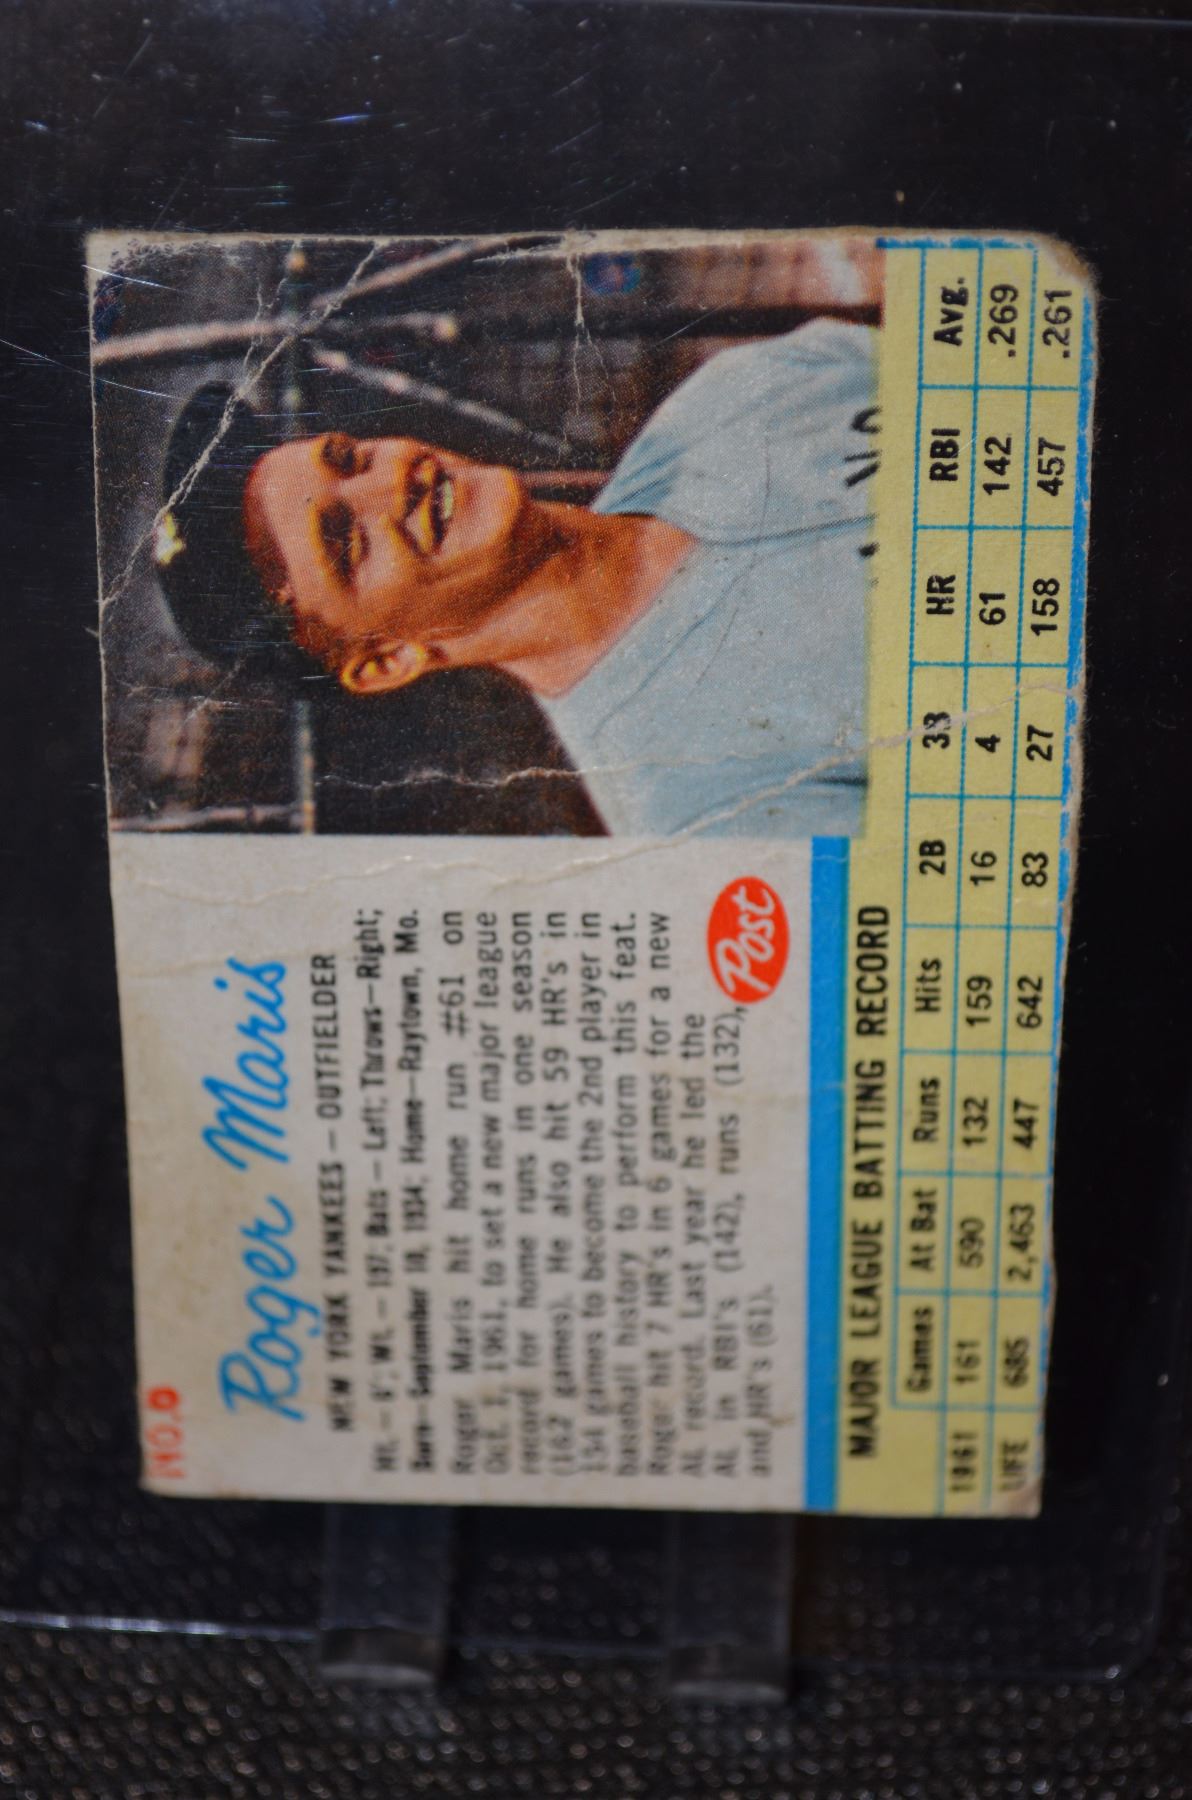 NO. 6
Roger Maris
NEW YORK YANKEES — OUTFIELDER
Ht. — 6'; Wt. — 197; Bats — Left; Throws — Right;
Born — September 10, 1934; Home — Raytown, Mo.
Roger Maris hit home run #61 on
Oct. 1, 1961, to set a new major league
record for home runs in one season
(162 games). He also hit 59 HR's in
154 games to become the 2nd player in
baseball history to perform this feat.
Roger hit 7 HR's in 6 games for a new
AL record. Last year he led the
AL in RBI's (142), runs (132),
and HR's (61).
Post
MAJOR LEAGUE BATTING RECORD
Games At Bat Runs Hits 2B 3B HR RBI Avg.
1961 161 590 132 159 16 4 61 142 .269
LIFE 685 2,463 447 642 83 27 158 457 .261